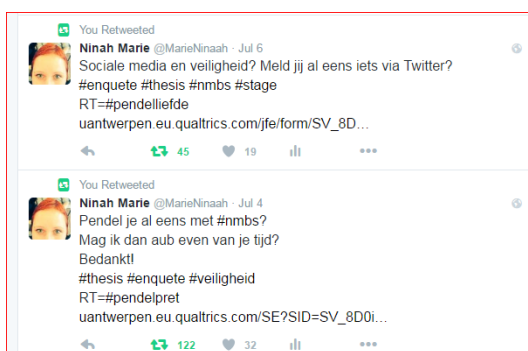 You Retweeted
Ninah Marie @MarieNinaah · Jul 6
Sociale media en veiligheid? Meld jij al eens iets via Twitter?
#enquete #thesis #nmbs #stage
RT=#pendelliefde
uantwerpen.eu.qualtrics.com/jfe/form/SV_8D...
45 19
You Retweeted
Ninah Marie @MarieNinaah · Jul 4
Pendel je al eens met #nmbs?
Mag ik dan aub even van je tijd?
Bedankt!
#thesis #enquete #veiligheid
RT=#pendelpret
uantwerpen.eu.qualtrics.com/SE?SID=SV_8D0i...
122 32